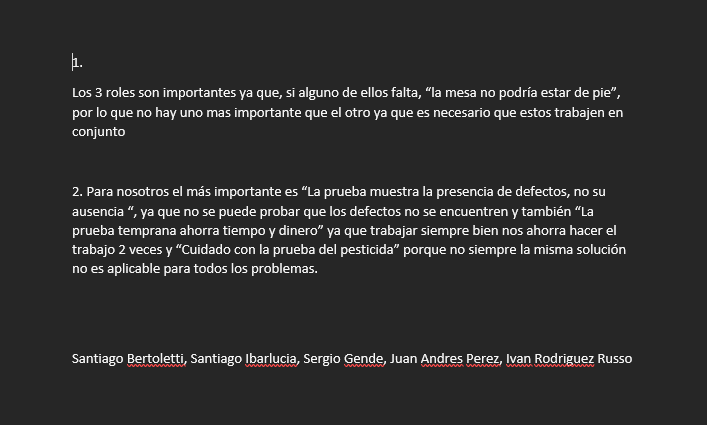 1.
Los 3 roles son importantes ya que, si alguno de ellos falta, “la mesa no podría estar de pie”,
por lo que no hay uno mas importante que el otro ya que es necesario que estos trabajen en
conjunto
2. Para nosotros el más importante es “La prueba muestra la presencia de defectos, no su
ausencia “, ya que no se puede probar que los defectos no se encuentren y también “La
prueba temprana ahorra tiempo y dinero” ya que trabajar siempre bien nos ahorra hacer el
trabajo 2 veces y “Cuidado con la prueba del pesticida” porque no siempre la misma solución
no es aplicable para todos los problemas.
Santiago Bertoletti, Santiago Ibarlucia, Sergio Gende, Juan Andres Perez, Ivan Rodriguez Russo